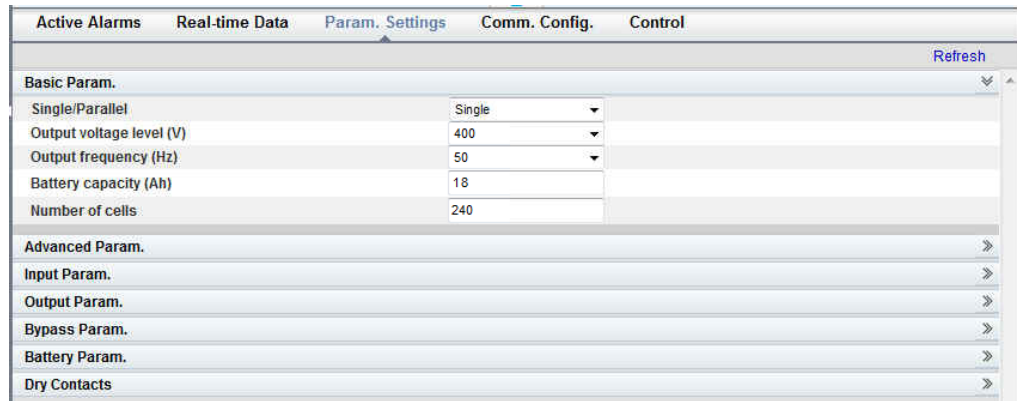 Active Alarms Real-time Data Param. Settings Comm. Config. Control
Refresh
Basic Param.
Single/Parallel Single
Output voltage level (V) 400
Output frequency (Hz) 50
Battery capacity (Ah) 18
Number of cells 240
Advanced Param.
Input Param.
Output Param.
Bypass Param.
Battery Param.
Dry Contacts